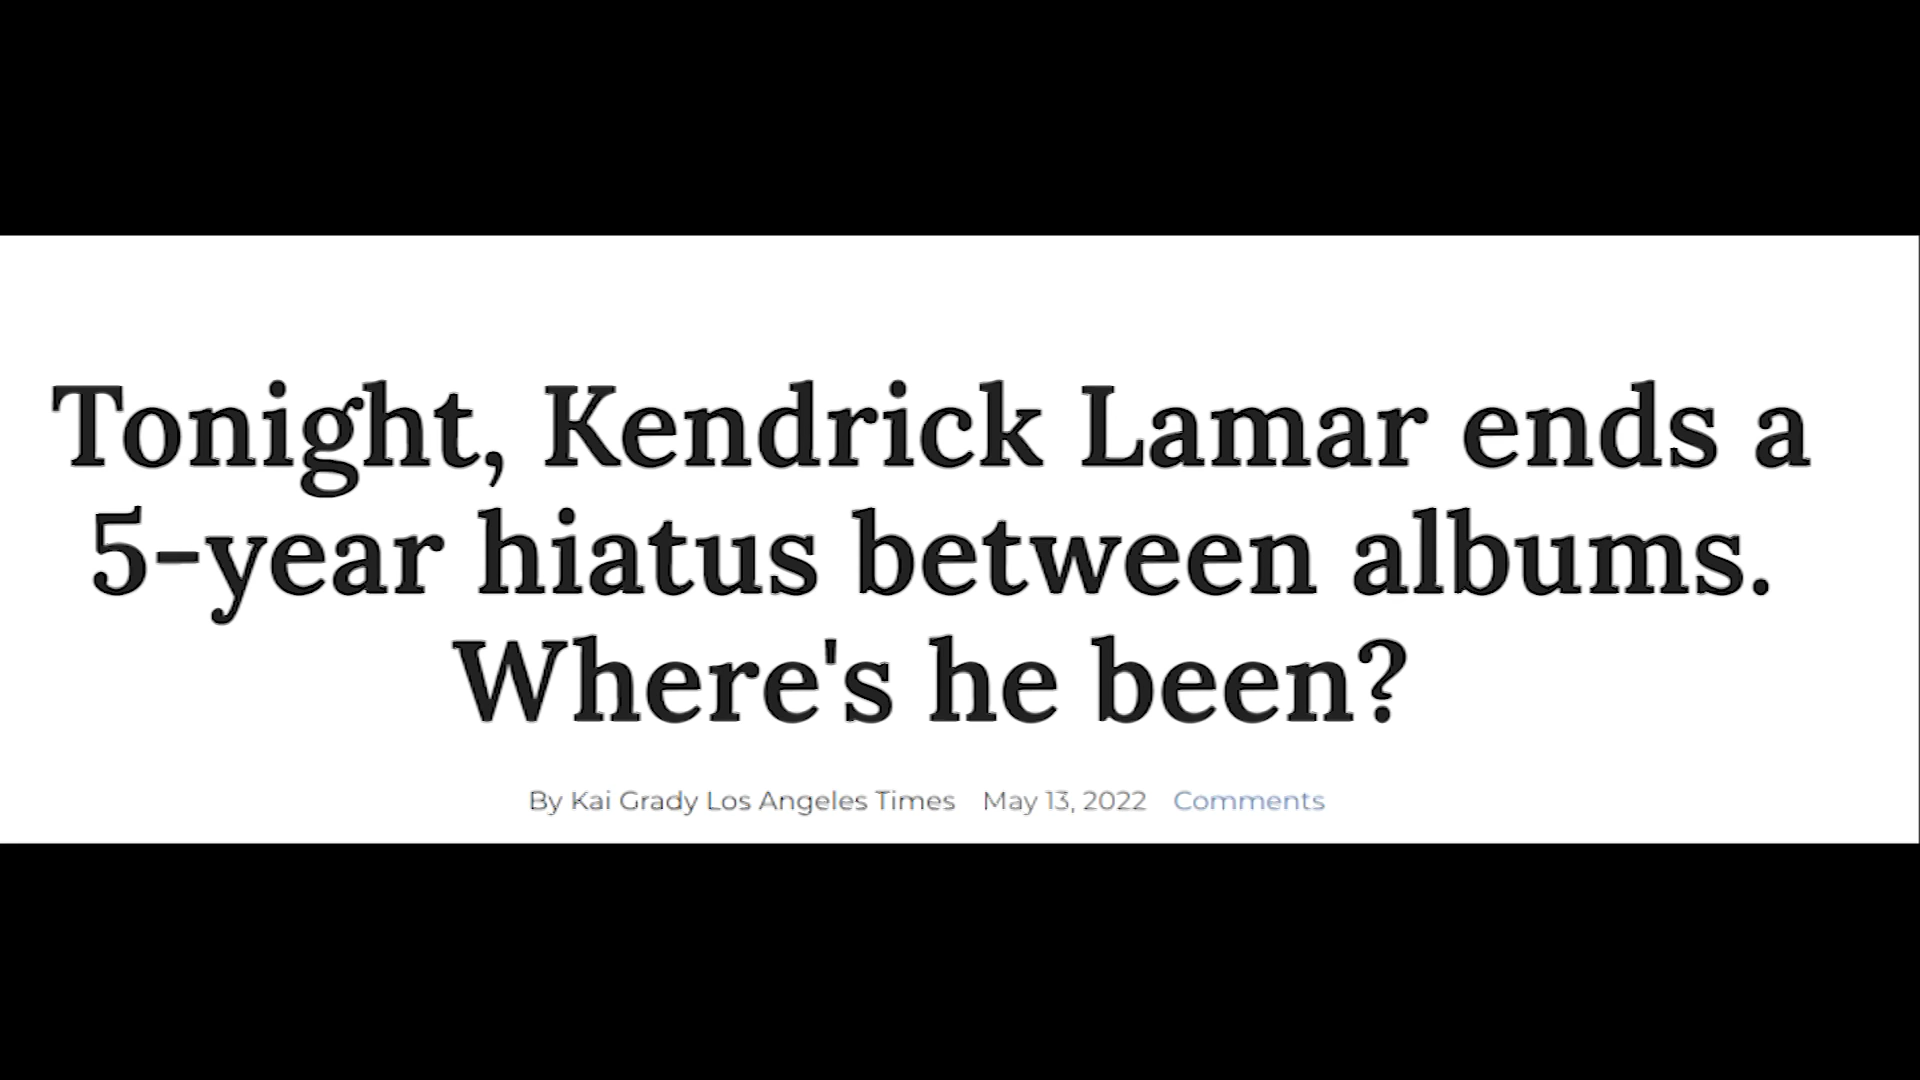 Tonight, Kendrick Lamar ends a
5-year hiatus between albums.
Where's he been?
By Kai Grady Los Angeles Times May 13, 2022 Comments